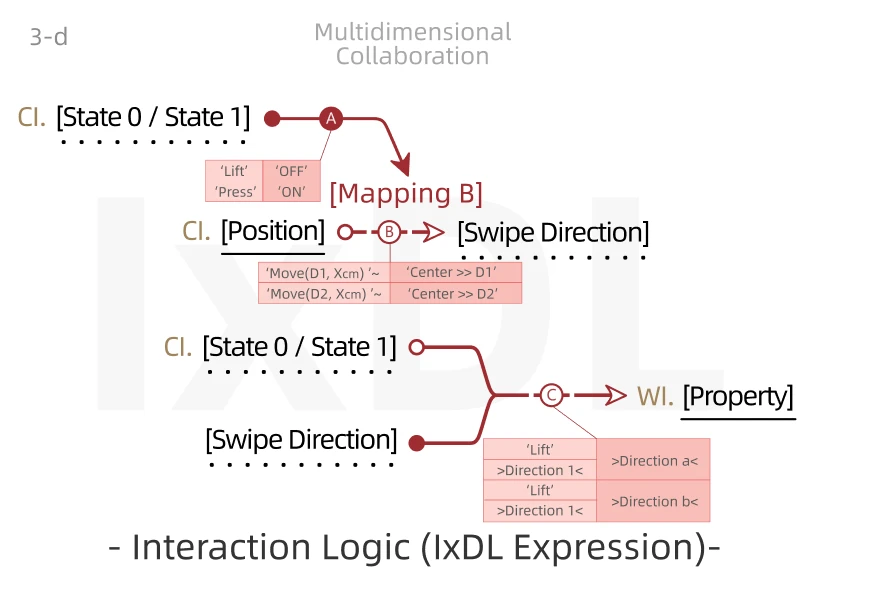 3-d
Multidimensional
Collaboration
CI. [State 0 / State 1]
A
‘Lift’ ‘OFF’
‘Press’ ‘ON’
[Mapping B]
CI. [Position]
B
[Swipe Direction]
‘Move(D1, Xcm) ’~ ‘Center >> D1’
‘Move(D2, Xcm) ’~ ‘Center >> D2’
CI. [State 0 / State 1]
C
WI. [Property]
[Swipe Direction]
‘Lift’
>Direction 1<
>Direction a<
‘Lift’
>Direction 1<
>Direction b<
IxDL
- Interaction Logic (IxDL Expression)-